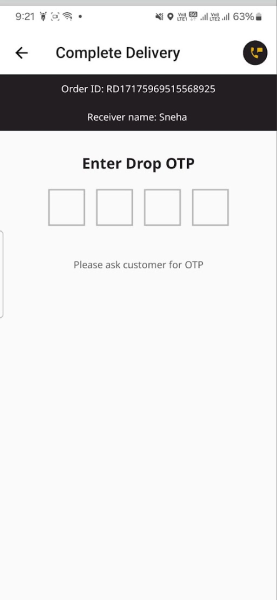 9:21
63%
Complete Delivery
Order ID: RD17175969515568925
Receiver name: Sneha
Enter Drop OTP
Please ask customer for OTP